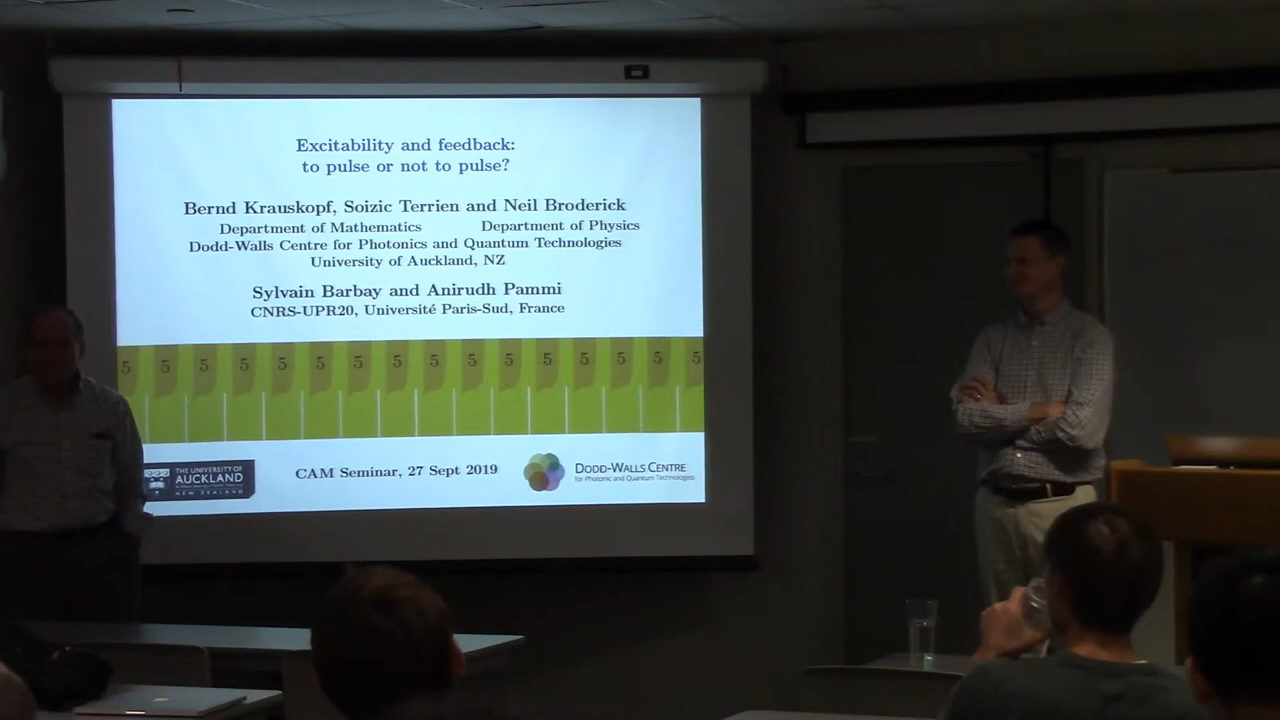 Excitability and feedback:
to pulse or not to pulse?
Bernd Krauskopf, Soizic Terrien and Neil Broderick
Department of Mathematics Department of Physics
Dodd-Walls Centre for Photonics and Quantum Technologies
University of Auckland, NZ
Sylvain Barbay and Anirudh Pammi
CNRS-UPR20, Université Paris-Sud, France
5 5 5 5 5 5 5 5 5 5 5 5 5 5 5 5
THE UNIVERSITY OF
AUCKLAND
NEW ZEALAND
CAM Seminar, 27 Sept 2019
DODD-WALLS CENTRE
for Photonic and Quantum Technologies